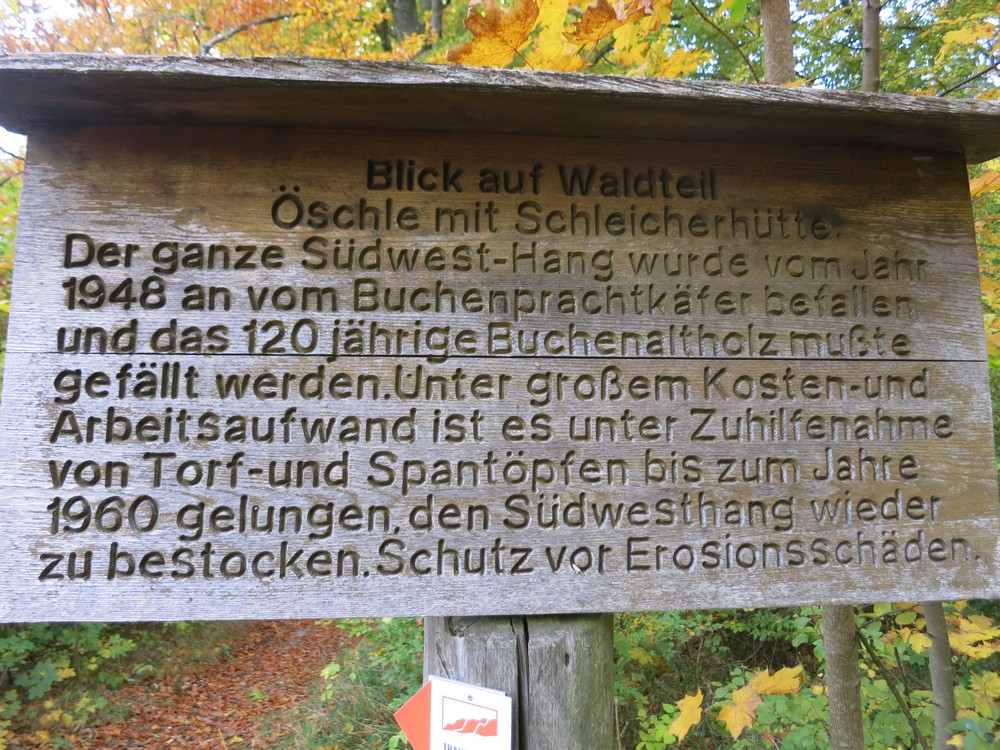 Blick auf Waldteil
Öschle mit Schleicherhütte.
Der ganze Südwest-Hang wurde vom Jahr
1948 an vom Buchenprachtkäfer befallen
und das 120 jährige Buchenaltholz mußte
gefällt werden. Unter großem Kosten-und
Arbeitsaufwand ist es unter Zuhilfenahme
von Torf-und Spantöpfen bis zum Jahre
1960 gelungen, den Südwesthang wieder
zu bestocken. Schutz vor Erosionsschäden.